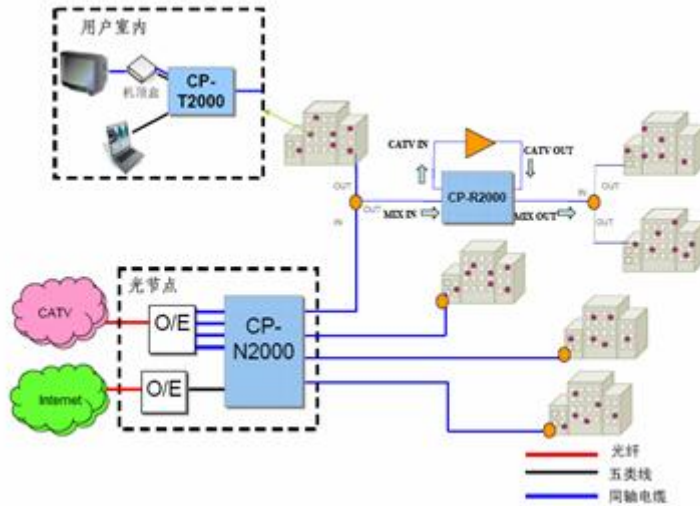 用户室内
CP-
T2000
机顶盒
CATV IN
CATV OUT
CP-R2000
MIX IN
MIX OUT
OUT
IN
OUT
IN
OUT
OUT
光节点
CATV
O/E
CP-
N2000
Internet
O/E
光纤
五类线
同轴电缆